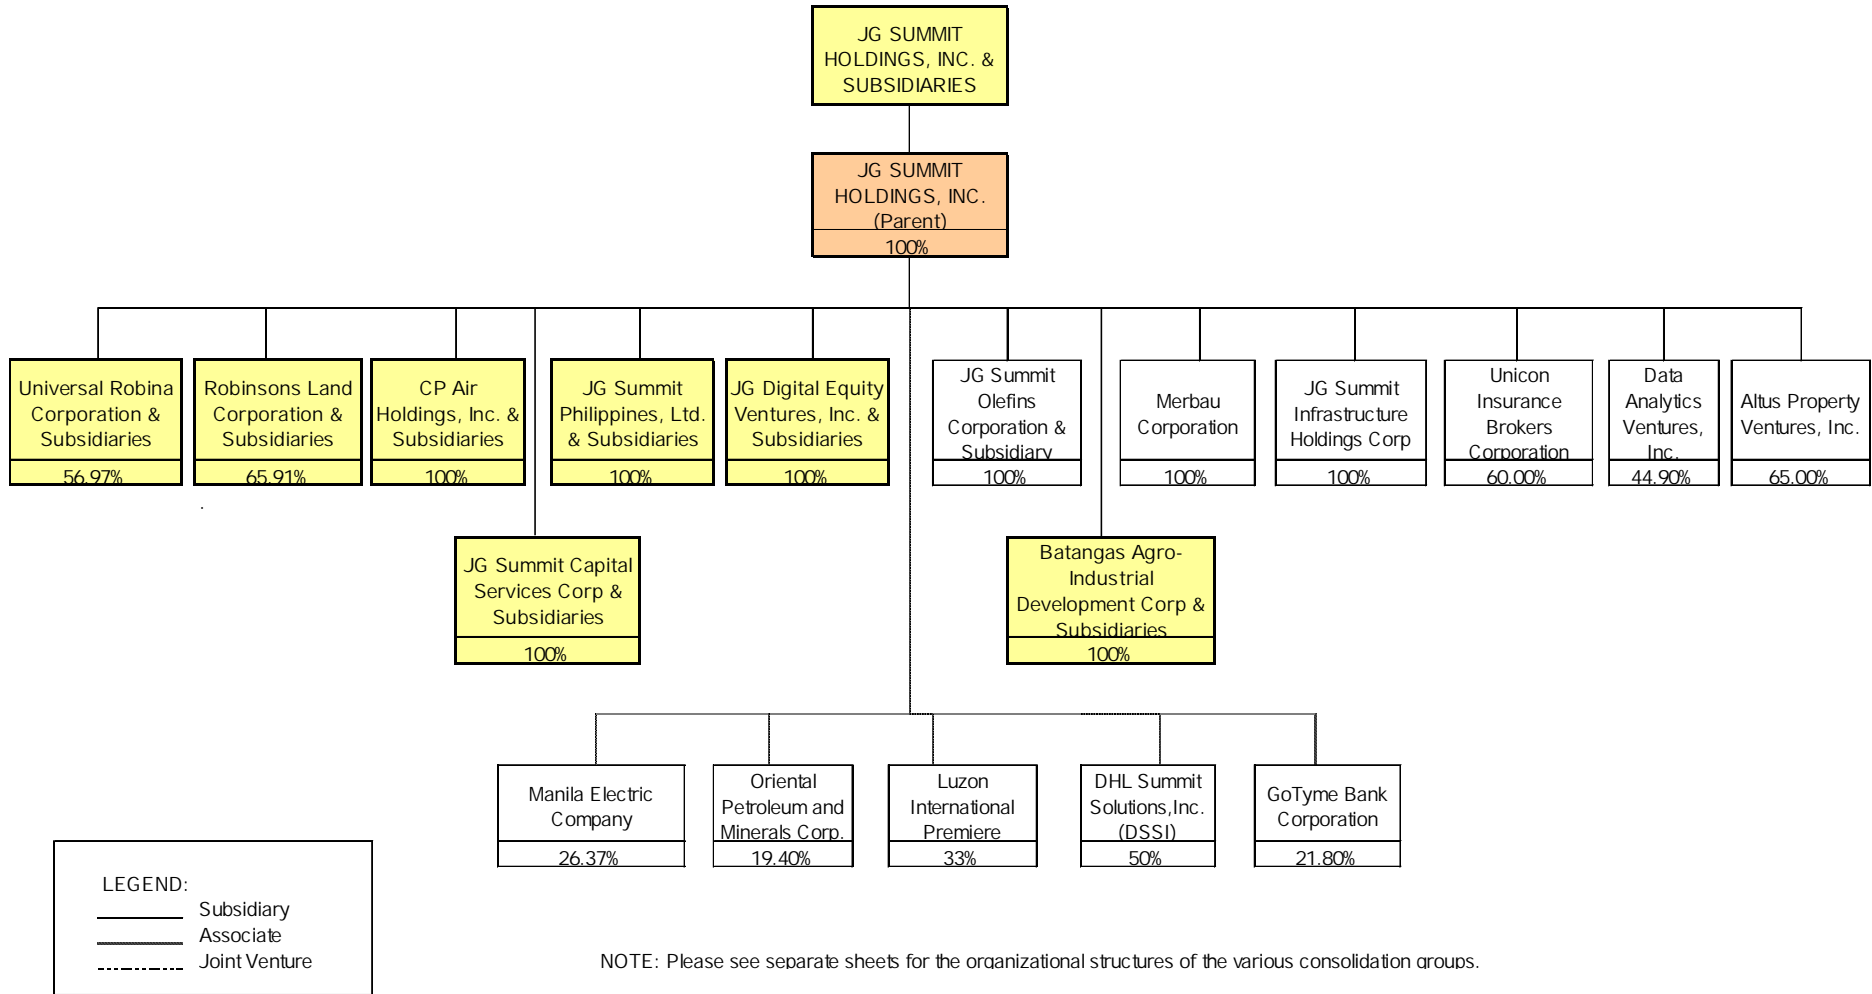 JG SUMMIT
HOLDINGS, INC. &
SUBSIDIARIES
JG SUMMIT
HOLDINGS, INC.
(Parent)
100%
Universal Robina
Corporation &
Subsidiaries
56.97%
Robinsons Land
Corporation &
Subsidiaries
65.91%
CP Air
Holdings, Inc. &
Subsidiaries
100%
JG Summit
Philippines, Ltd.
& Subsidiaries
100%
JG Digital Equity
Ventures, Inc. &
Subsidiaries
100%
JG Summit
Olefins
Corporation &
Subsidiary
100%
Merbau
Corporation
100%
JG Summit
Infrastructure
Holdings Corp
100%
Unicon
Insurance
Brokers
Corporation
60.00%
Data
Analytics
Ventures,
Inc.
44.90%
Altus Property
Ventures, Inc.
65.00%
.
JG Summit Capital
Services Corp &
Subsidiaries
100%
Batangas Agro-
Industrial
Development Corp &
Subsidiaries
100%
Manila Electric
Company
26.37%
Oriental
Petroleum and
Minerals Corp.
19.40%
Luzon
International
Premiere
33%
DHL Summit
Solutions,Inc.
(DSSI)
50%
GoTyme Bank
Corporation
21.80%
LEGEND:
Subsidiary
Associate
Joint Venture
NOTE: Please see separate sheets for the organizational structures of the various consolidation groups.